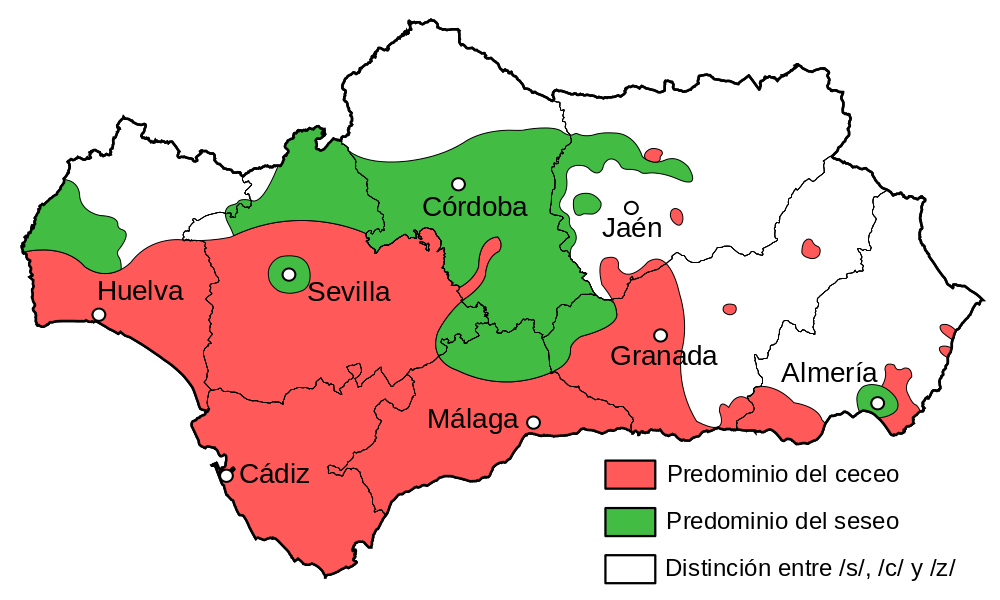 Córdoba
Jaén
Huelva
Sevilla
Granada
Almería
Málaga
Cádiz
Predominio del ceceo
Predominio del seseo
Distinción entre /s/, /c/ y /z/